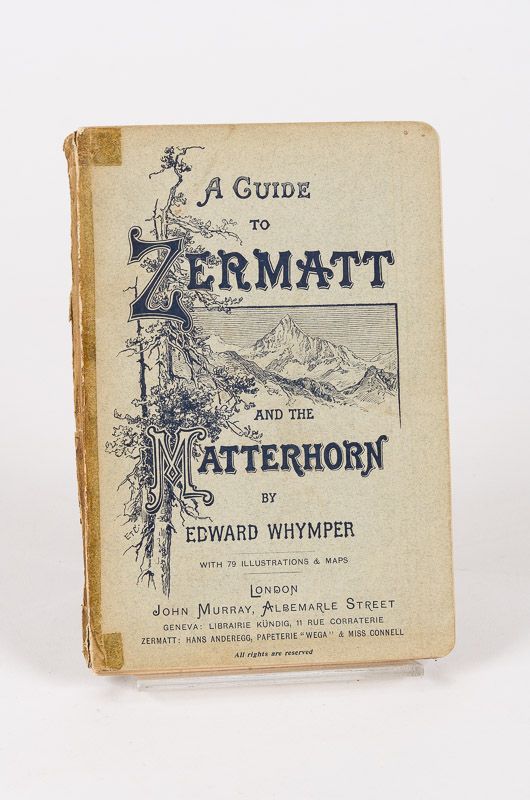 A Guide
to
Zermatt
and the
Matterhorn
by
Edward Whymper
With 79 Illustrations & Maps
London
John Murray, Albemarle Street
Geneva: Librairie Kündig, 11 Rue Corraterie
Zermatt: Hans Anderegg, Papeterie "Wega" & Miss Connell
All rights are reserved